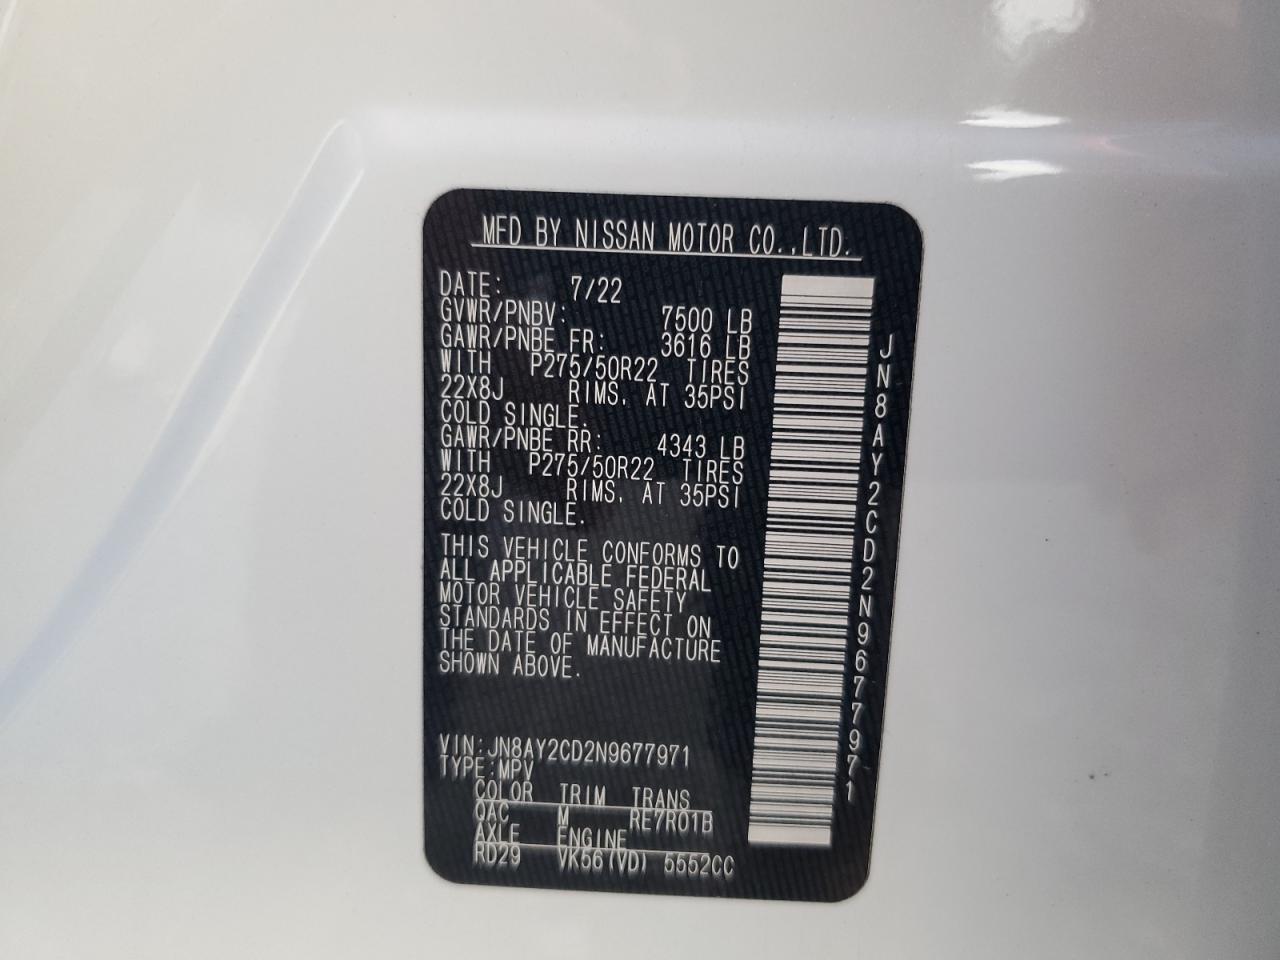 MFD BY NISSAN MOTOR CO.,LTD.
DATE: 7/22
GVWR/PNBV: 7500 LB
GAWR/PNBE FR: 3616 LB
WITH P275/50R22 TIRES
22X8J RIMS, AT 35PSI
COLD SINGLE.
GAWR/PNBE RR: 4343 LB
WITH P275/50R22 TIRES
22X8J RIMS, AT 35PSI
COLD SINGLE.
THIS VEHICLE CONFORMS TO
ALL APPLICABLE FEDERAL
MOTOR VEHICLE SAFETY
STANDARDS IN EFFECT ON
THE DATE OF MANUFACTURE
SHOWN ABOVE.
VIN:JN8AY2CD2N9677971
TYPE:MPV
COLOR TRIM TRANS
QAC M RE7R01B
AXLE ENGINE
RD29 VK56(VD) 5552CC
JN8AY2CD2N9677971